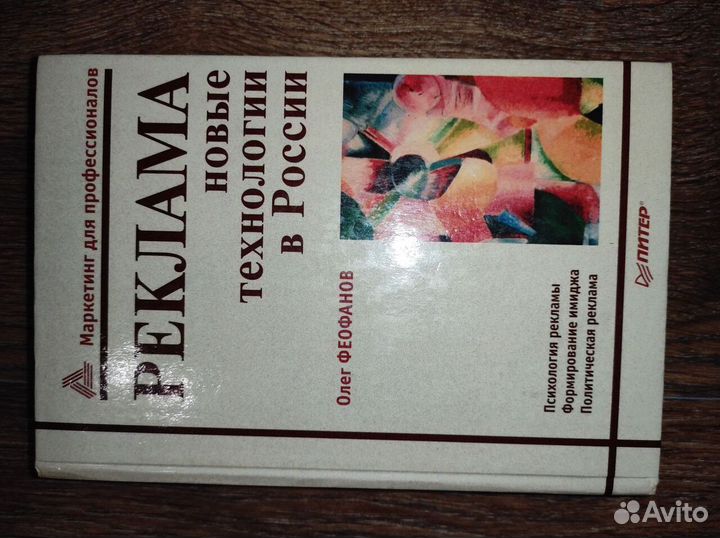 Маркетинг для профессионалов
РЕКЛАМА
новые
технологии
в России
Олег ФЕОФАНОВ
Психология рекламы
Формирование имиджа
Политическая реклама
ПИТЕР®
Avito